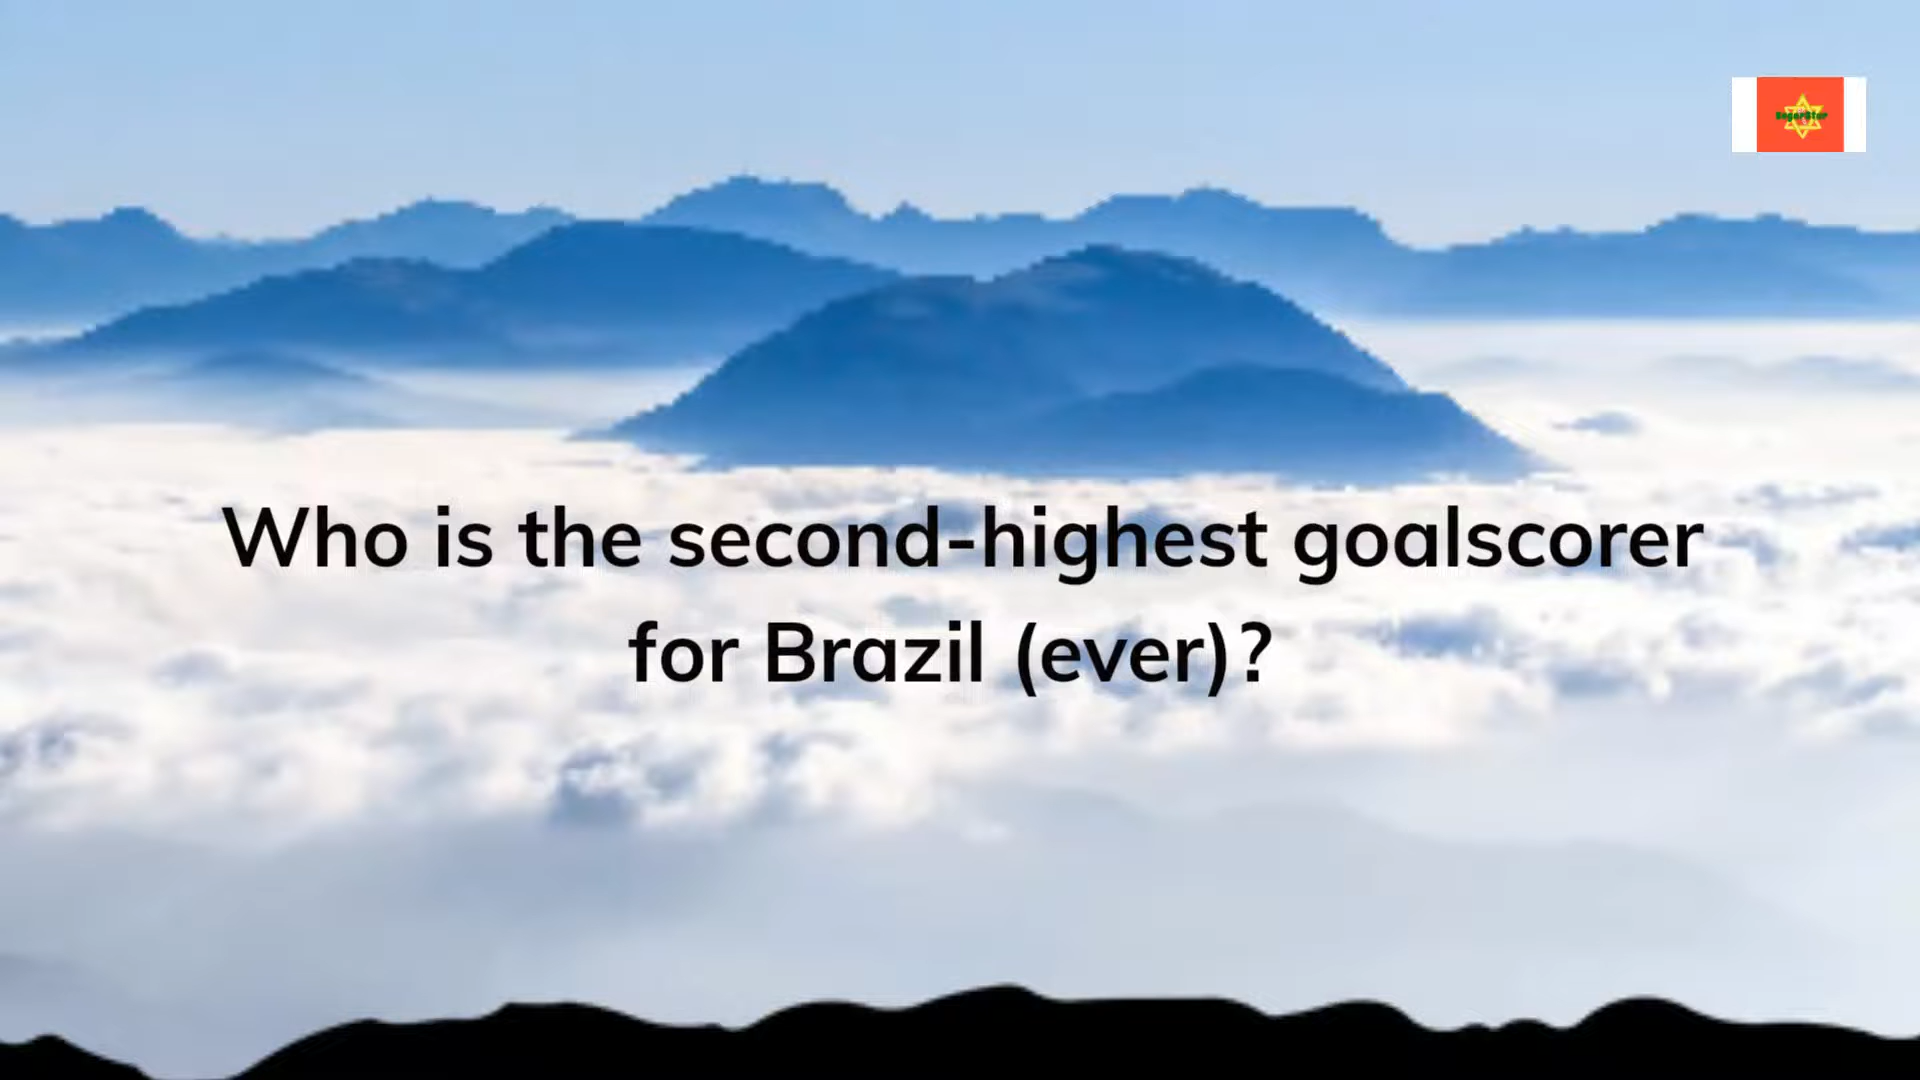 Who is the second-highest goalscorer
for Brazil (ever)?